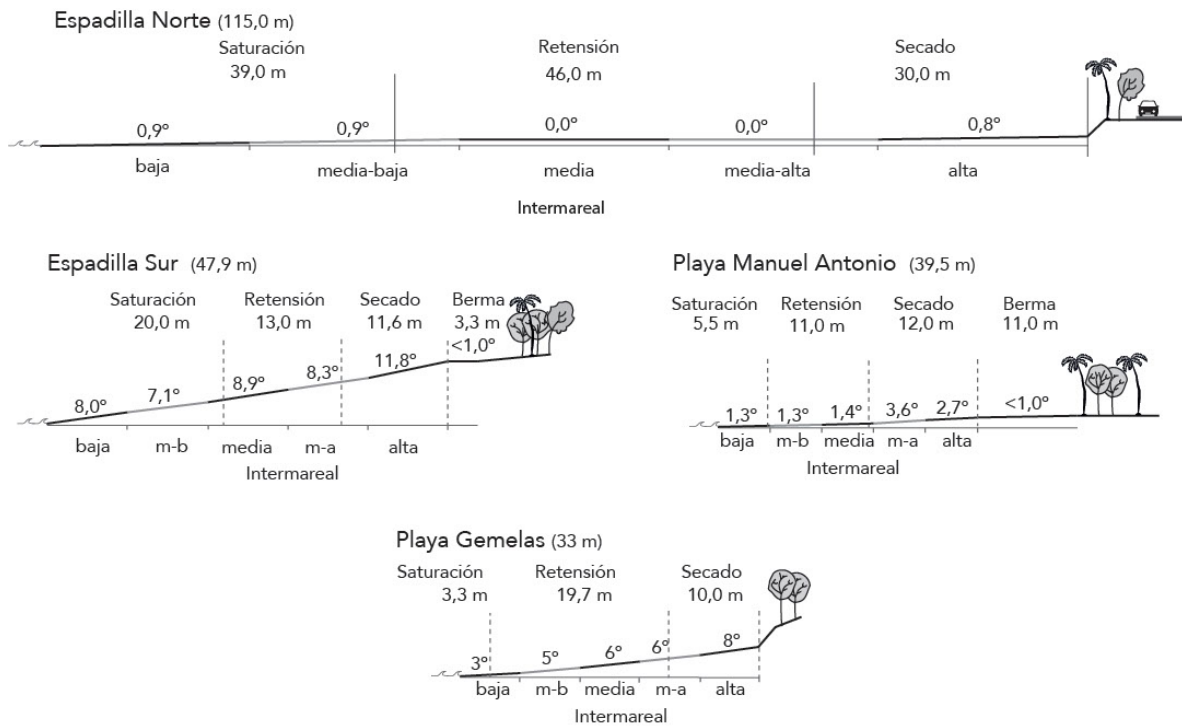 Espadilla Norte (115,0 m)
Saturación Retensión Secado
39,0 m 46,0 m 30,0 m
0,9° 0,9° 0,0° 0,0° 0,8°
baja media-baja media media-alta alta
Intermareal
Espadilla Sur (47,9 m)
Saturación Retensión Secado Berma
20,0 m 13,0 m 11,6 m 3,3 m
8,0° 7,1° 8,9° 8,3° 11,8° <1,0°
baja m-b media m-a alta
Intermareal
Playa Manuel Antonio (39,5 m)
Saturación Retensión Secado Berma
5,5 m 11,0 m 12,0 m 11,0 m
1,3° 1,3° 1,4° 3,6° 2,7° <1,0°
baja m-b media m-a alta
Intermareal
Playa Gemelas (33 m)
Saturación Retensión Secado
3,3 m 19,7 m 10,0 m
3° 5° 6° 6° 8°
baja m-b media m-a alta
Intermareal